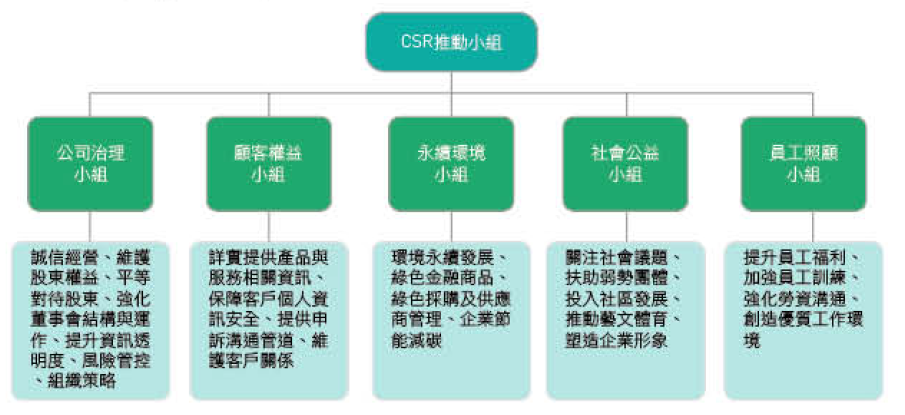 CSR推動小組
公司治理
小組
顧客權益
小組
永續環境
小組
社會公益
小組
員工照顧
小組
誠信經營、維護
股東權益、平等
對待股東、強化
董事會結構與運
作、提升資訊透
明度、風險管控
、組織策略
詳實提供產品與
服務相關資訊、
保障客戶個人資
訊安全、提供申
訴溝通管道、維
護客戶關係
環境永續發展、
綠色金融商品、
綠色採購及供應
商管理、企業節
能減碳
關注社會議題、
扶助弱勢團體、
投入社區發展、
推動藝文體育、
塑造企業形象
提升員工福利、
加強員工訓練、
強化勞資溝通、
創造優質工作環
境